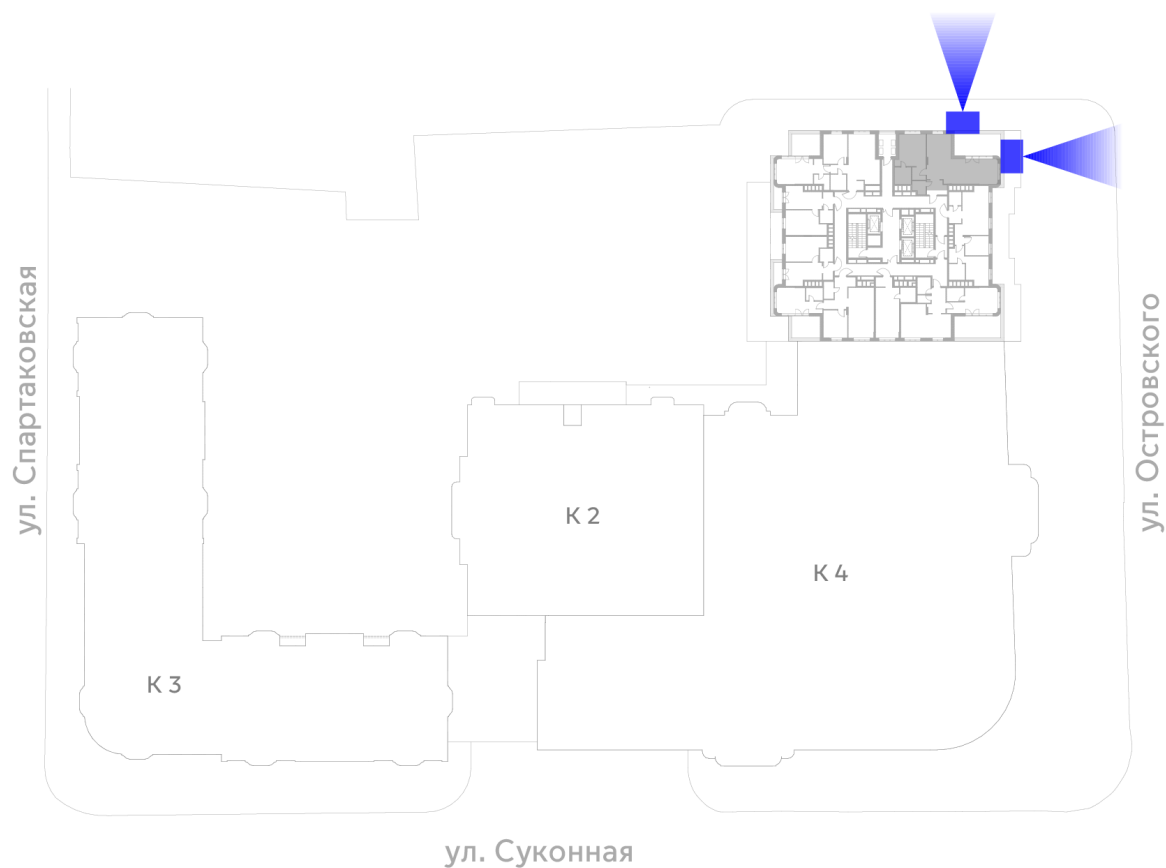 ул. Спартаковская
ул. Островского
К 2
К 4
К 3
ул. Суконная